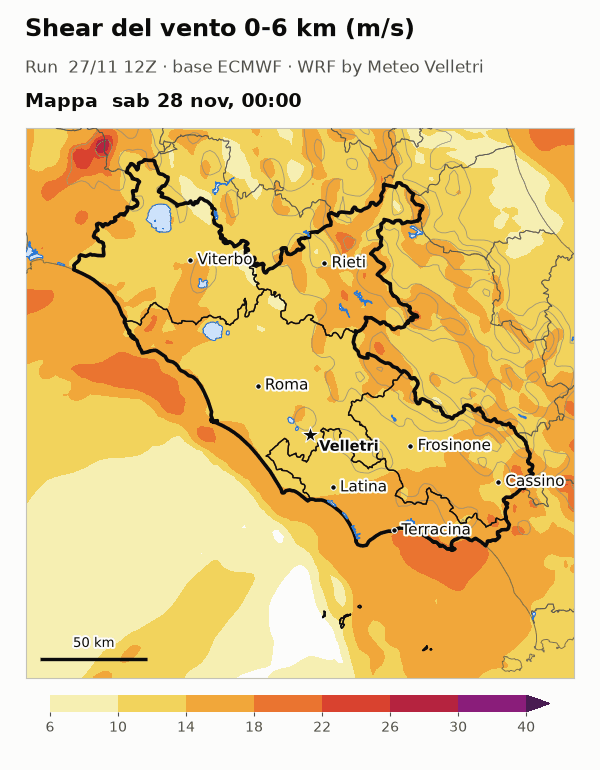 Shear del vento 0-6 km (m/s)
Run  27/11 12Z · base ECMWF · WRF by Meteo Velletri
Mappa  sab 28 nov, 00:00
Viterbo
Rieti
Roma
Velletri
Frosinone
Cassino
Latina
Terracina
50 km
6 10 14 18 22 26 30 40